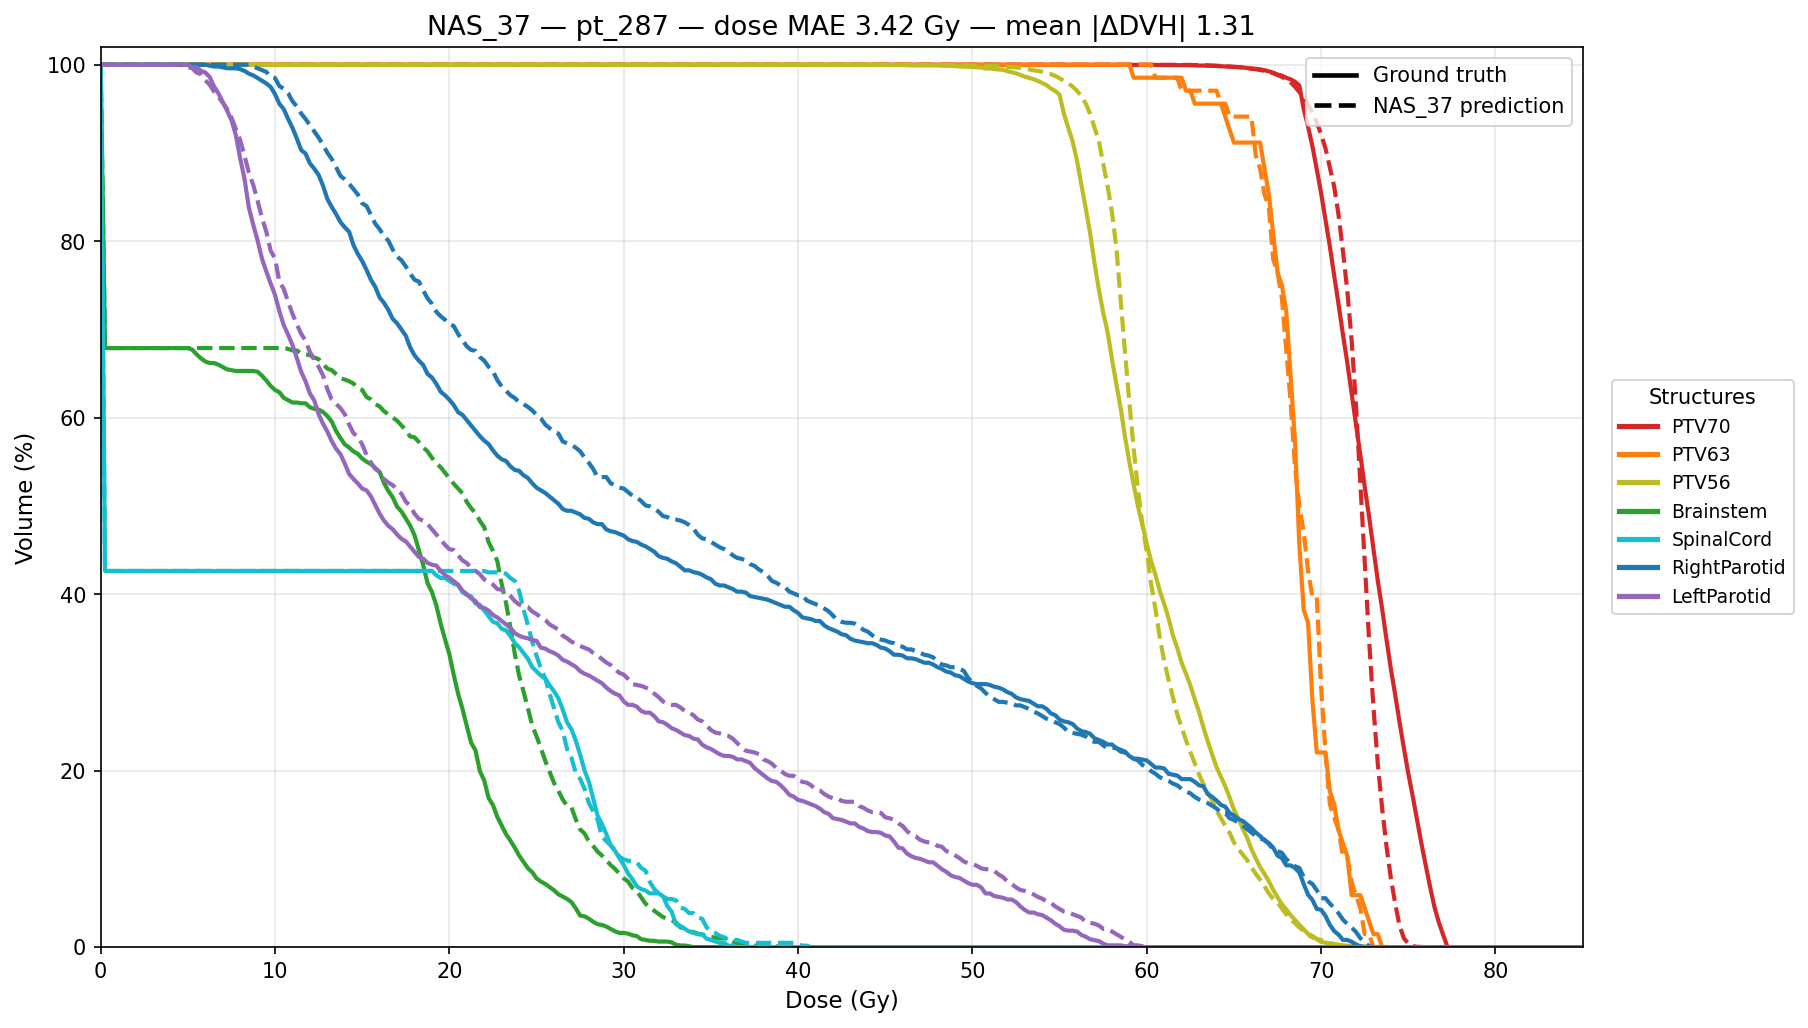 NAS_37 — pt_287 — dose MAE 3.42 Gy — mean |ΔDVH| 1.31
Ground truth
NAS_37 prediction
Volume (%)
100
80
60
40
20
0
0 10 20 30 40 50 60 70 80
Dose (Gy)
Structures
PTV70
PTV63
PTV56
Brainstem
SpinalCord
RightParotid
LeftParotid